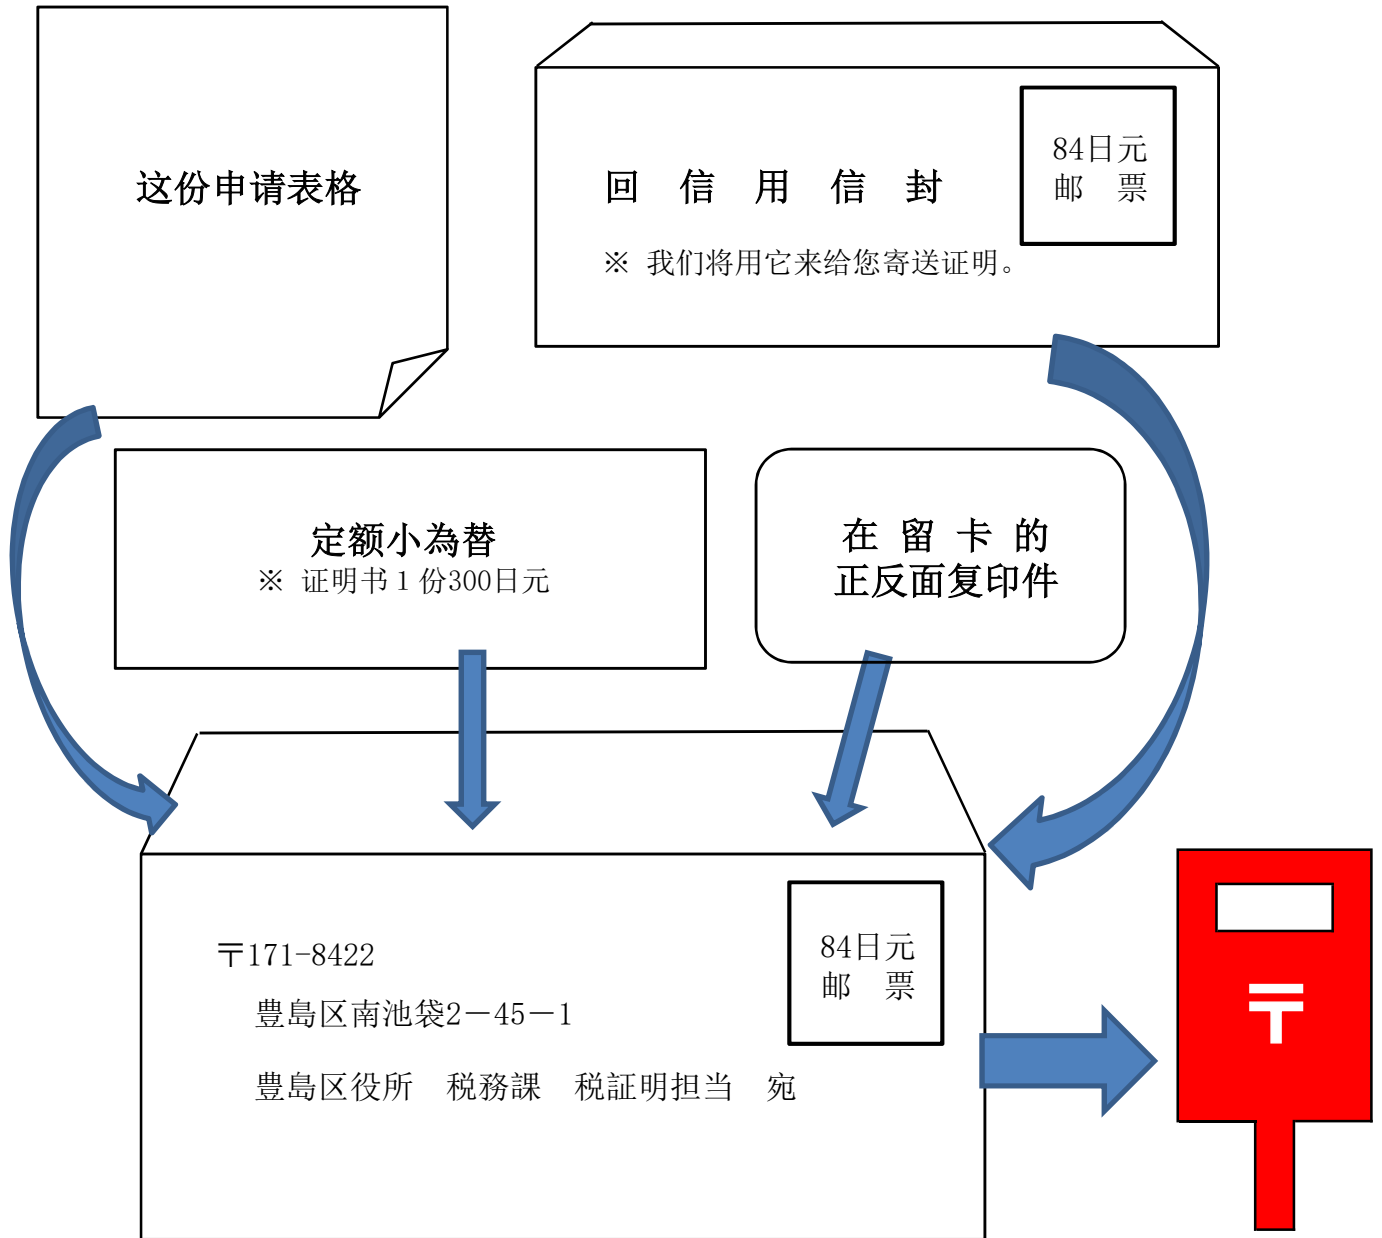 这份申请表格
回信用信封
84日元
邮 票
※ 我们将用它来给您寄送证明。
定额小為替
※ 证明书１份300日元
在留卡的
正反面复印件
〒171-8422
豊島区南池袋2－45－1
豊島区役所 税務課 税証明担当 宛
84日元
邮 票
〒